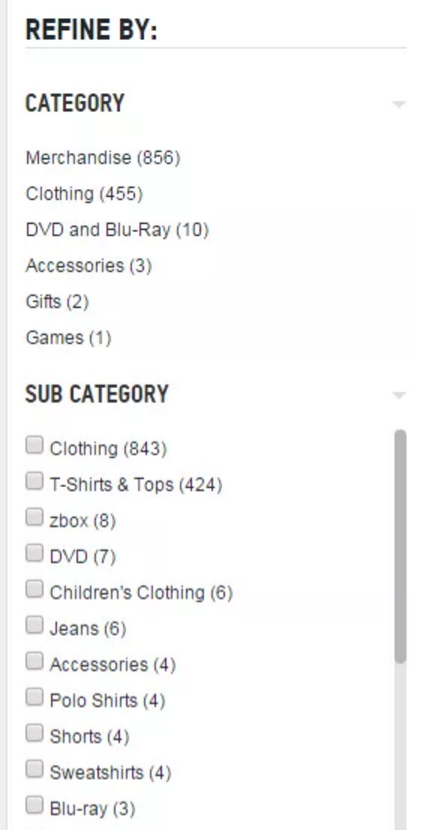 REFINE BY:
CATEGORY
Merchandise (856)
Clothing (455)
DVD and Blu-Ray (10)
Accessories (3)
Gifts (2)
Games (1)
SUB CATEGORY
Clothing (843)
T-Shirts & Tops (424)
zbox (8)
DVD (7)
Children's Clothing (6)
Jeans (6)
Accessories (4)
Polo Shirts (4)
Shorts (4)
Sweatshirts (4)
Blu-ray (3)